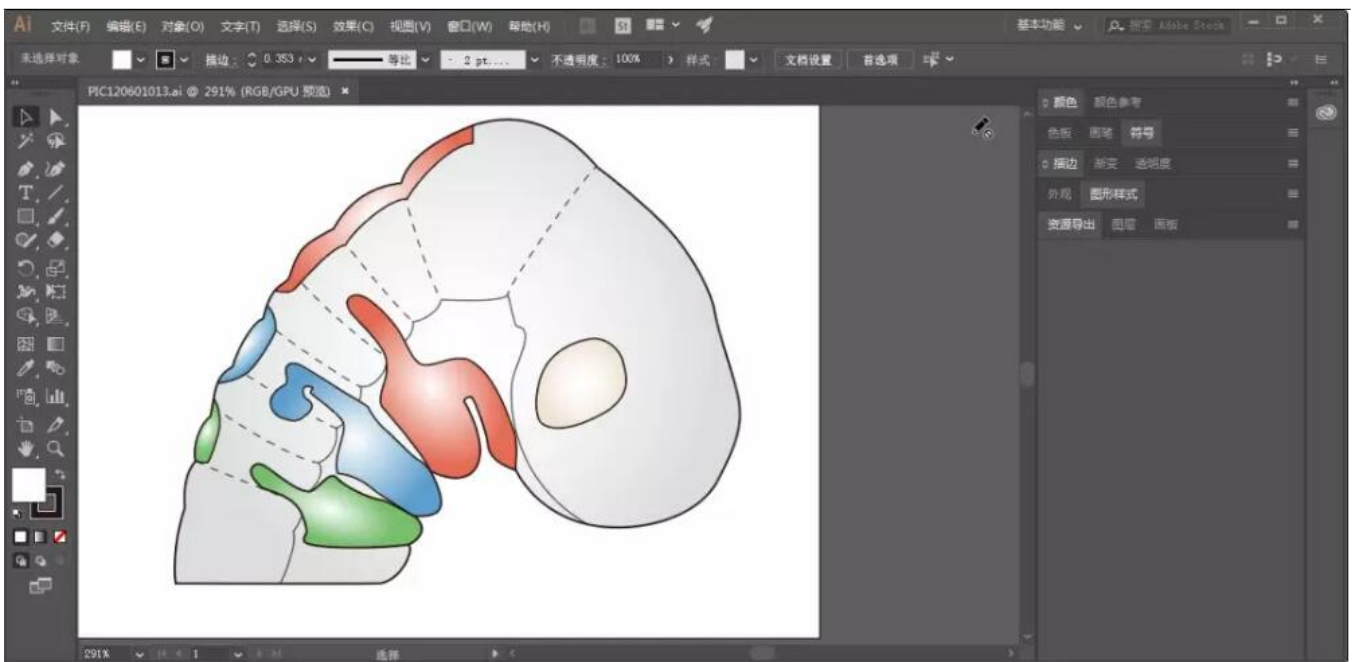 Ai 文件(F) 编辑(E) 对象(O) 文字(T) 选择(S) 效果(C) 视图(V) 窗口(W) 帮助(H) St 基本功能 搜索 Adobe Stock
未选择对象 描边: 0.353 等比 2 pt.... 不透明度: 100% 样式: 文档设置 首选项
PIC120601013.ai @ 291% (RGB/GPU 预览)
颜色 颜色参考
色板 画笔 符号
描边 渐变 透明度
外观 图形样式
资源导出 图层 画板
T
291% 1 选择